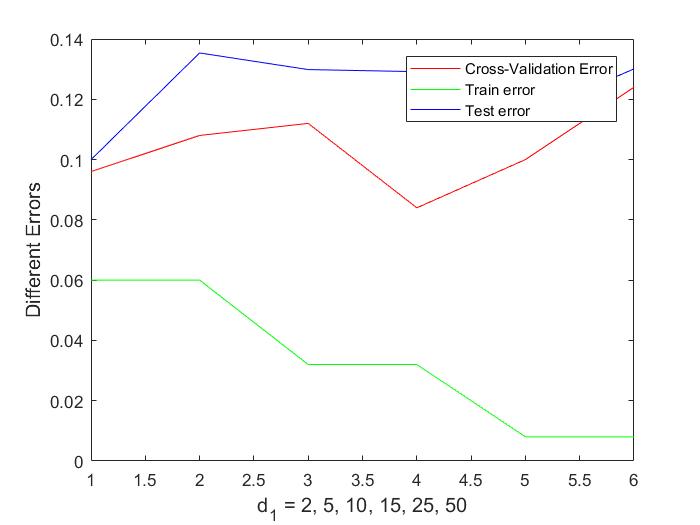 0.14
0.12
0.1
0.08
0.06
0.04
0.02
0
Different Errors
Cross-Validation Error
Train error
Test error
1 1.5 2 2.5 3 3.5 4 4.5 5 5.5 6
d1 = 2, 5, 10, 15, 25, 50